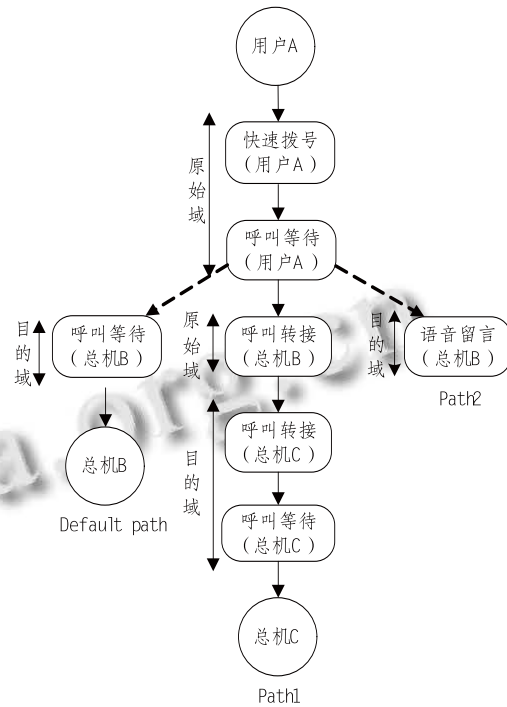 用户A
快速拨号
(用户A)
原始域
呼叫等待
(用户A)
目的域
呼叫等待
(总机B)
原始域
呼叫转接
(总机B)
目的域
语音留言
(总机B)
Path2
总机B
Default path
目的域
呼叫转接
(总机C)
呼叫等待
(总机C)
总机C
Path1
a.org.cn